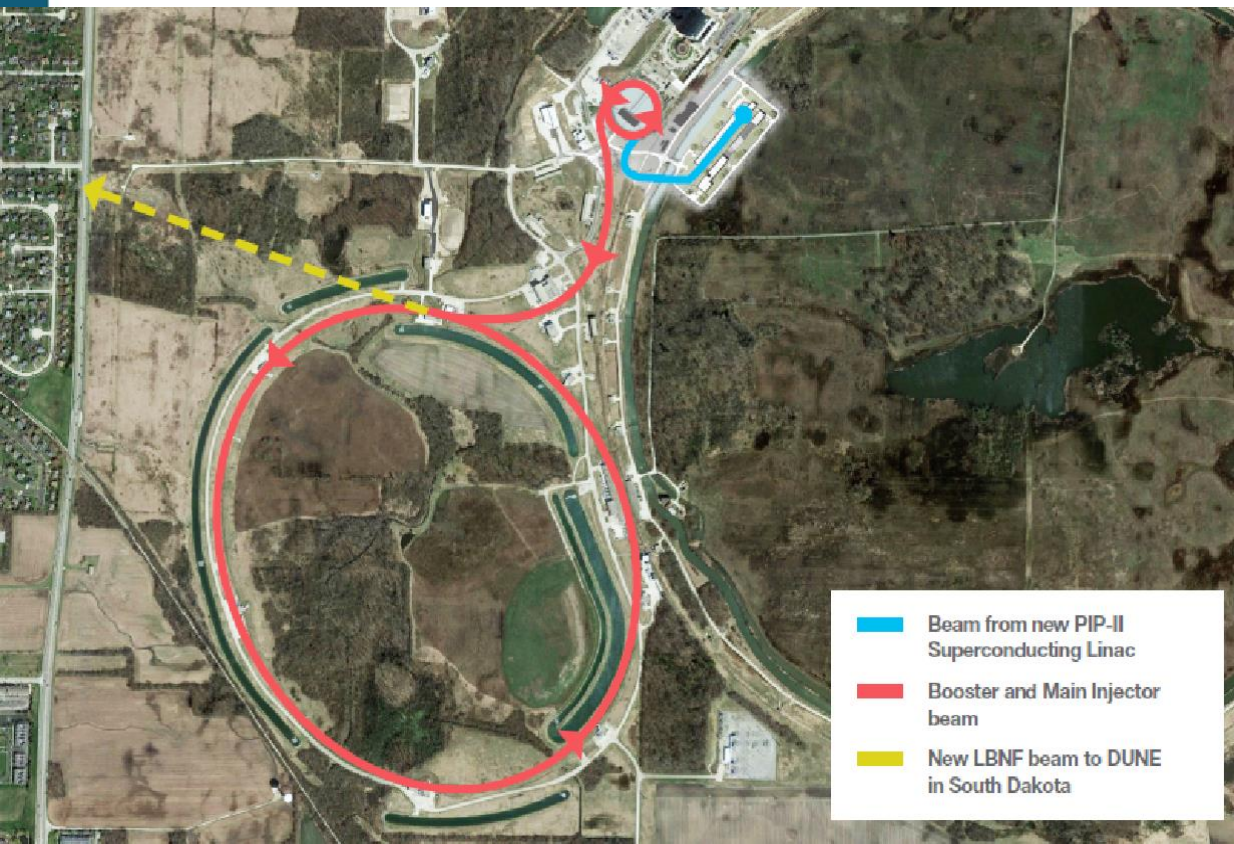 Beam from new PIP-II
Superconducting Linac
Booster and Main Injector
beam
New LBNF beam to DUNE
in South Dakota